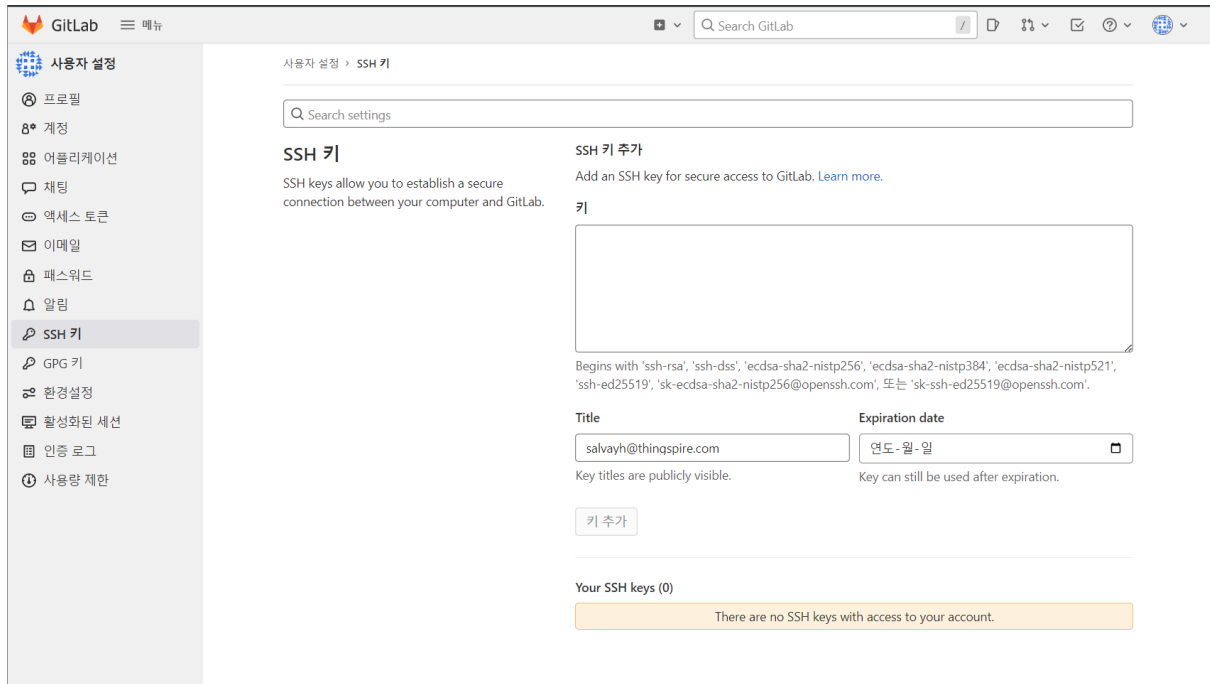 GitLab 메뉴
Search GitLab /
사용자 설정
프로필
계정
어플리케이션
채팅
액세스 토큰
이메일
패스워드
알림
SSH 키
GPG 키
환경설정
활성화된 세션
인증 로그
사용량 제한
사용자 설정 › SSH 키
Search settings
SSH 키
SSH keys allow you to establish a secure
connection between your computer and GitLab.
SSH 키 추가
Add an SSH key for secure access to GitLab. Learn more.
키
Begins with 'ssh-rsa', 'ssh-dss', 'ecdsa-sha2-nistp256', 'ecdsa-sha2-nistp384', 'ecdsa-sha2-nistp521',
'ssh-ed25519', 'sk-ecdsa-sha2-nistp256@openssh.com', 또는 'sk-ssh-ed25519@openssh.com'.
Title
salvayh@thingspire.com
Key titles are publicly visible.
Expiration date
연도-월-일
Key can still be used after expiration.
키 추가
Your SSH keys (0)
There are no SSH keys with access to your account.